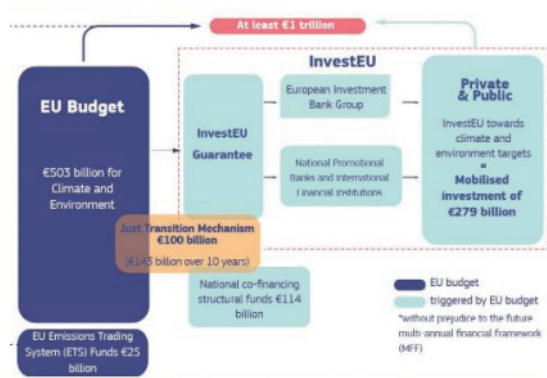 At least €1 trillion
InvestEU
EU Budget
€503 billion for
Climate and
Environment
InvestEU
Guarantee
European Investment
Bank Group
National Promotional
Banks and International
Financial Institutions
Private
& Public
InvestEU towards
climate and
environment targets
=
Mobilised
investment of
€279 billion
Just Transition Mechanism
€100 billion
(€143 billion over 10 years)
National co-financing
structural funds €114
billion
EU Emissions Trading
System (ETS) Funds €25
billion
EU budget
triggered by EU budget
*without prejudice to the future
multi-annual financial framework
(MFF)